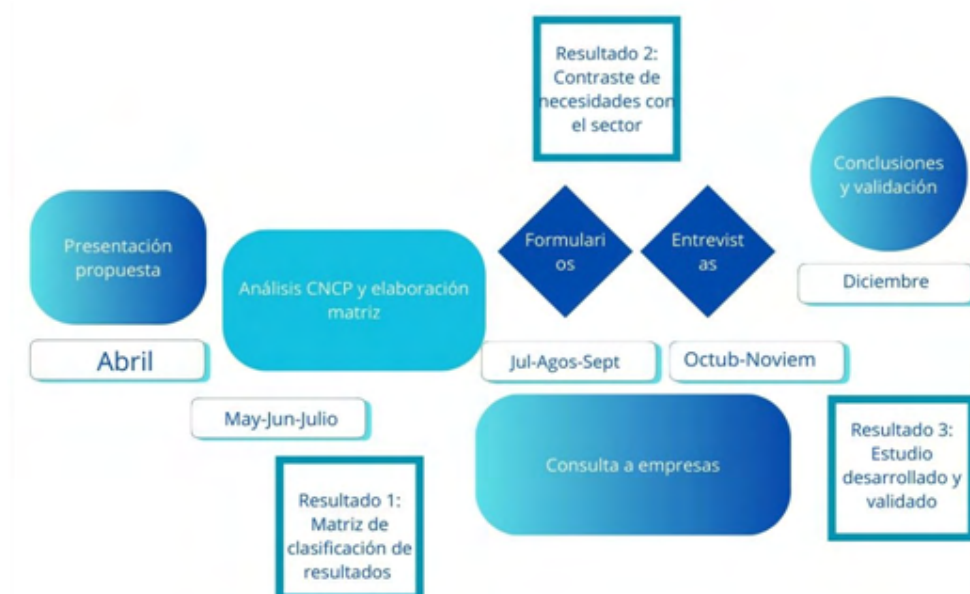 Resultado 2:
Contraste de
necesidades con
el sector
Conclusiones
y validación
Presentación
propuesta
Formulari
os
Entrevist
as
Análisis CNCP y elaboración
matriz
Diciembre
Abril
Jul-Agos-Sept
Octub-Noviem
May-Jun-Julio
Consulta a empresas
Resultado 3:
Estudio
desarrollado y
validado
Resultado 1:
Matriz de
clasificación de
resultados